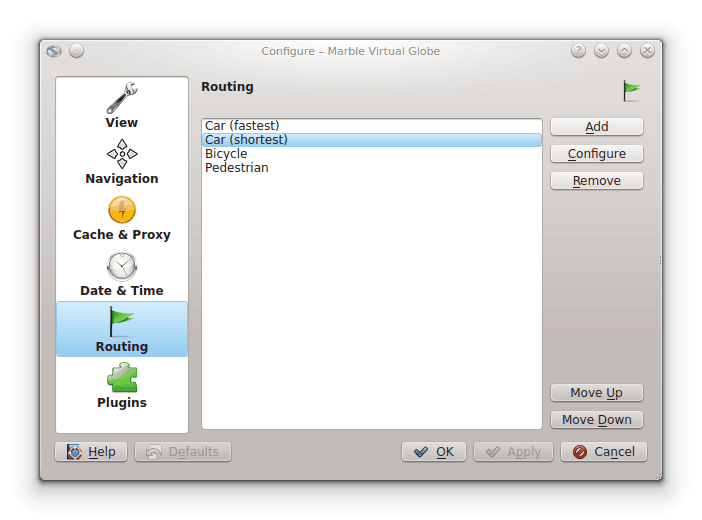 Configure – Marble Virtual Globe
?
View
Navigation
Cache & Proxy
Date & Time
Routing
Plugins
Routing
Car (fastest)
Car (shortest)
Bicycle
Pedestrian
Add
Configure
Remove
Move Up
Move Down
Help
Defaults
OK
Apply
Cancel